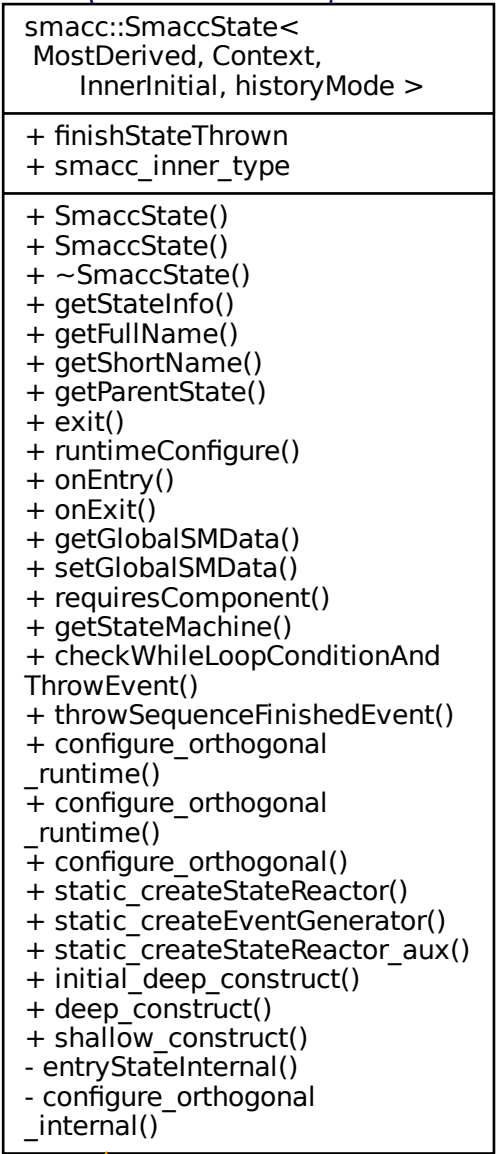 smacc::SmaccState<
MostDerived, Context,
InnerInitial, historyMode >
+ finishStateThrown
+ smacc_inner_type
+ SmaccState()
+ SmaccState()
+ ~SmaccState()
+ getStateInfo()
+ getFullName()
+ getShortName()
+ getParentState()
+ exit()
+ runtimeConfigure()
+ onEntry()
+ onExit()
+ getGlobalSMData()
+ setGlobalSMData()
+ requiresComponent()
+ getStateMachine()
+ checkWhileLoopConditionAnd
ThrowEvent()
+ throwSequenceFinishedEvent()
+ configure_orthogonal
_runtime()
+ configure_orthogonal
_runtime()
+ configure_orthogonal()
+ static_createStateReactor()
+ static_createEventGenerator()
+ static_createStateReactor_aux()
+ initial_deep_construct()
+ deep_construct()
+ shallow_construct()
- entryStateInternal()
- configure_orthogonal
_internal()